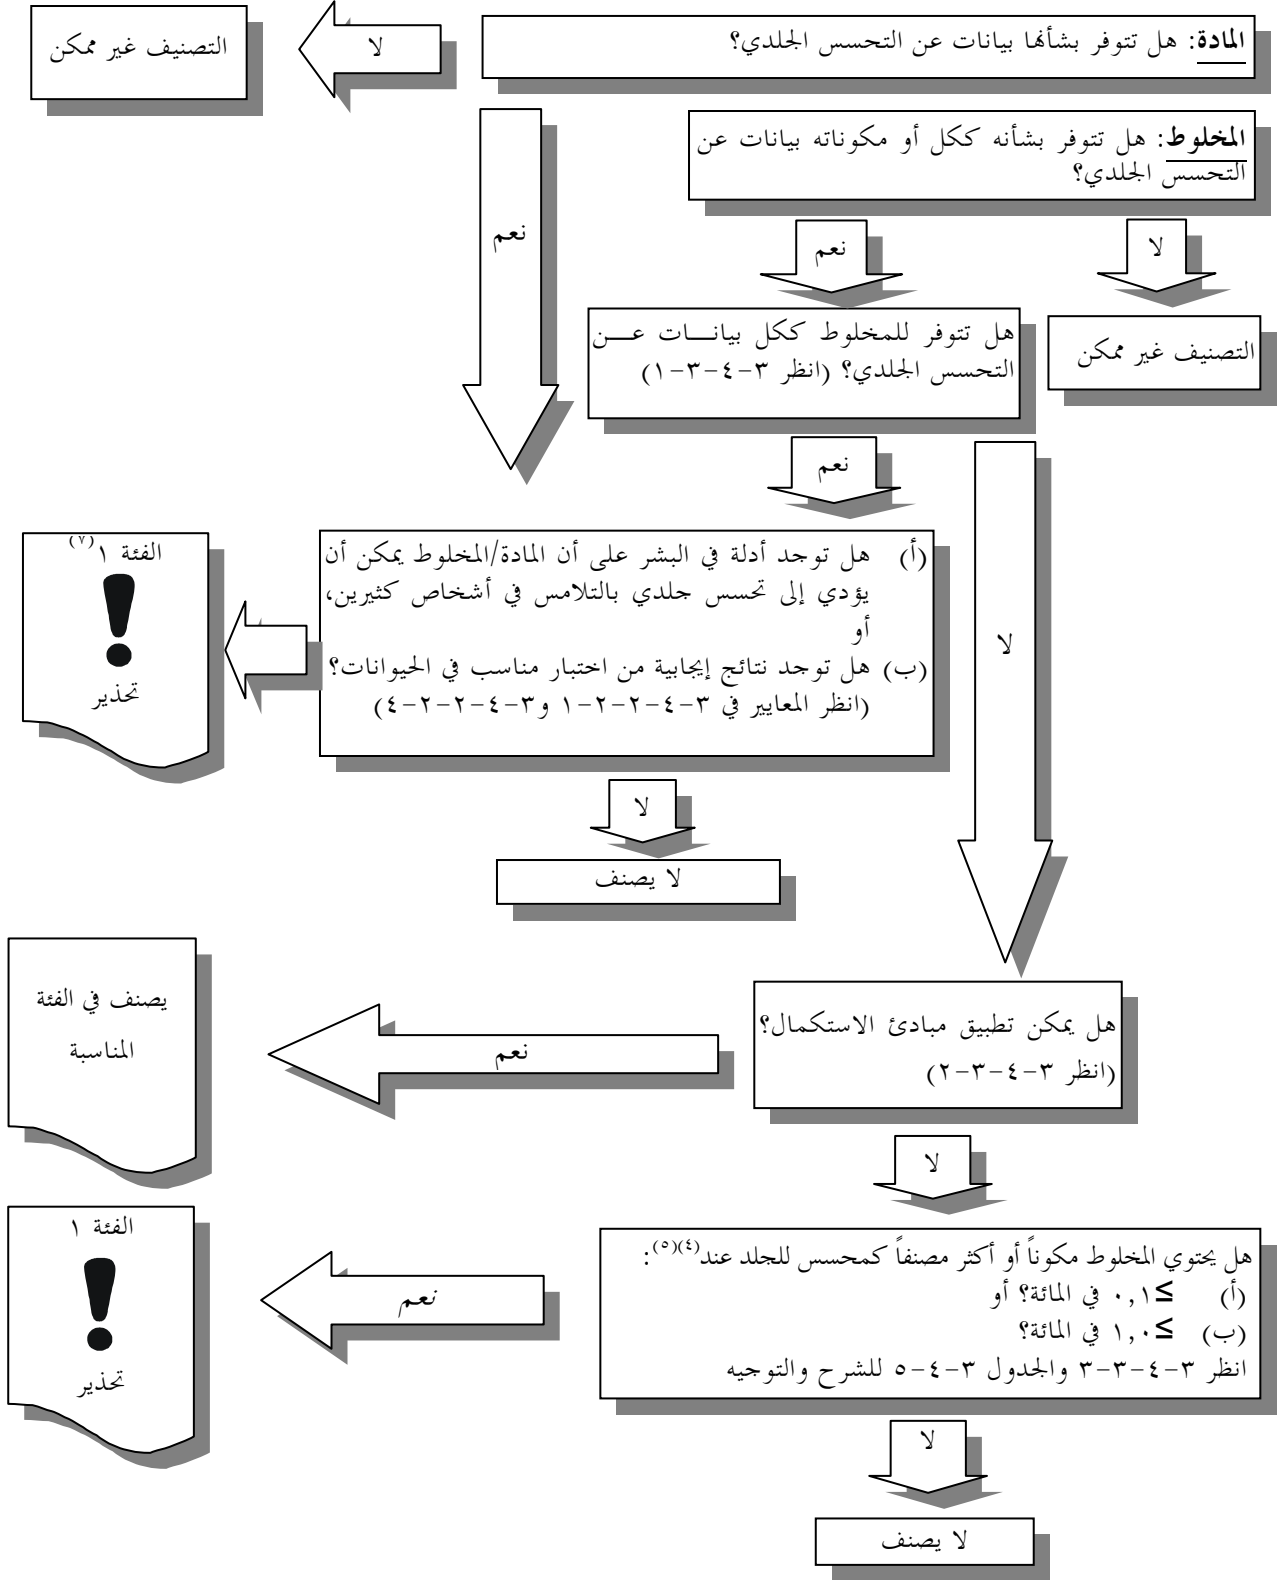 المادة: هل تتوفر بشأنها بيانات عن التحسس الجلدي؟
لا
التصنيف غير ممكن
المخلوط: هل تتوفر بشأنه ككل أو مكوناته بيانات عن
التحسس الجلدي؟
نعم
نعم
لا
هل تتوفر للمخلوط ككل بيانـــات عـــن
التحسس الجلدي؟ (انظر ٣-٤-٣-١)
التصنيف غير ممكن
نعم
لا
(أ) هل توجد أدلة في البشر على أن المادة/المخلوط يمكن أن
يؤدي إلى تحسس جلدي بالتلامس في أشخاص كثيرين،
أو
(ب) هل توجد نتائج إيجابية من اختبار مناسب في الحيوانات؟
(انظر المعايير في ٣-٤-٢-٢-١ و٣-٤-٢-٢-٤)
الفئة ١(٧)
تحذير
لا
لا يصنف
هل يمكن تطبيق مبادئ الاستكمال؟
(انظر ٣-٤-٣-٢)
نعم
يصنف في الفئة
المناسبة
لا
هل يحتوي المخلوط مكوناً أو أكثر مصنفاً كمحسس للجلد عند(٤)(٥):
(أ) ≥٠,١ في المائة؟ أو
(ب) ≥١,٠ في المائة؟
انظر ٣-٤-٣-٣ والجدول ٣-٤-٥ للشرح والتوجيه
نعم
الفئة ١
تحذير
لا
لا يصنف